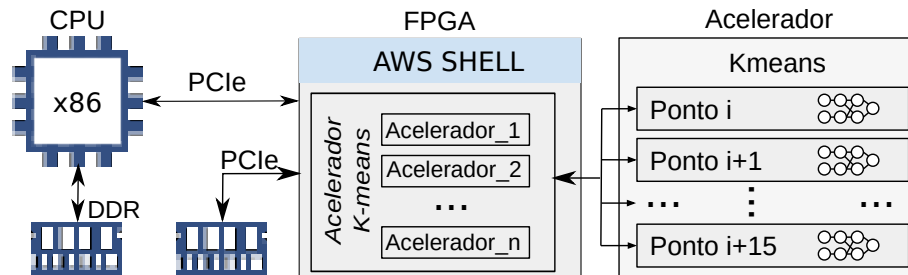 CPU
x86
PCIe
DDR
PCIe
FPGA
AWS SHELL
Acelerador
K-means
Acelerador_1
Acelerador_2
...
Acelerador_n
Acelerador
Kmeans
Ponto i
Ponto i+1
... ⋮ ...
Ponto i+15